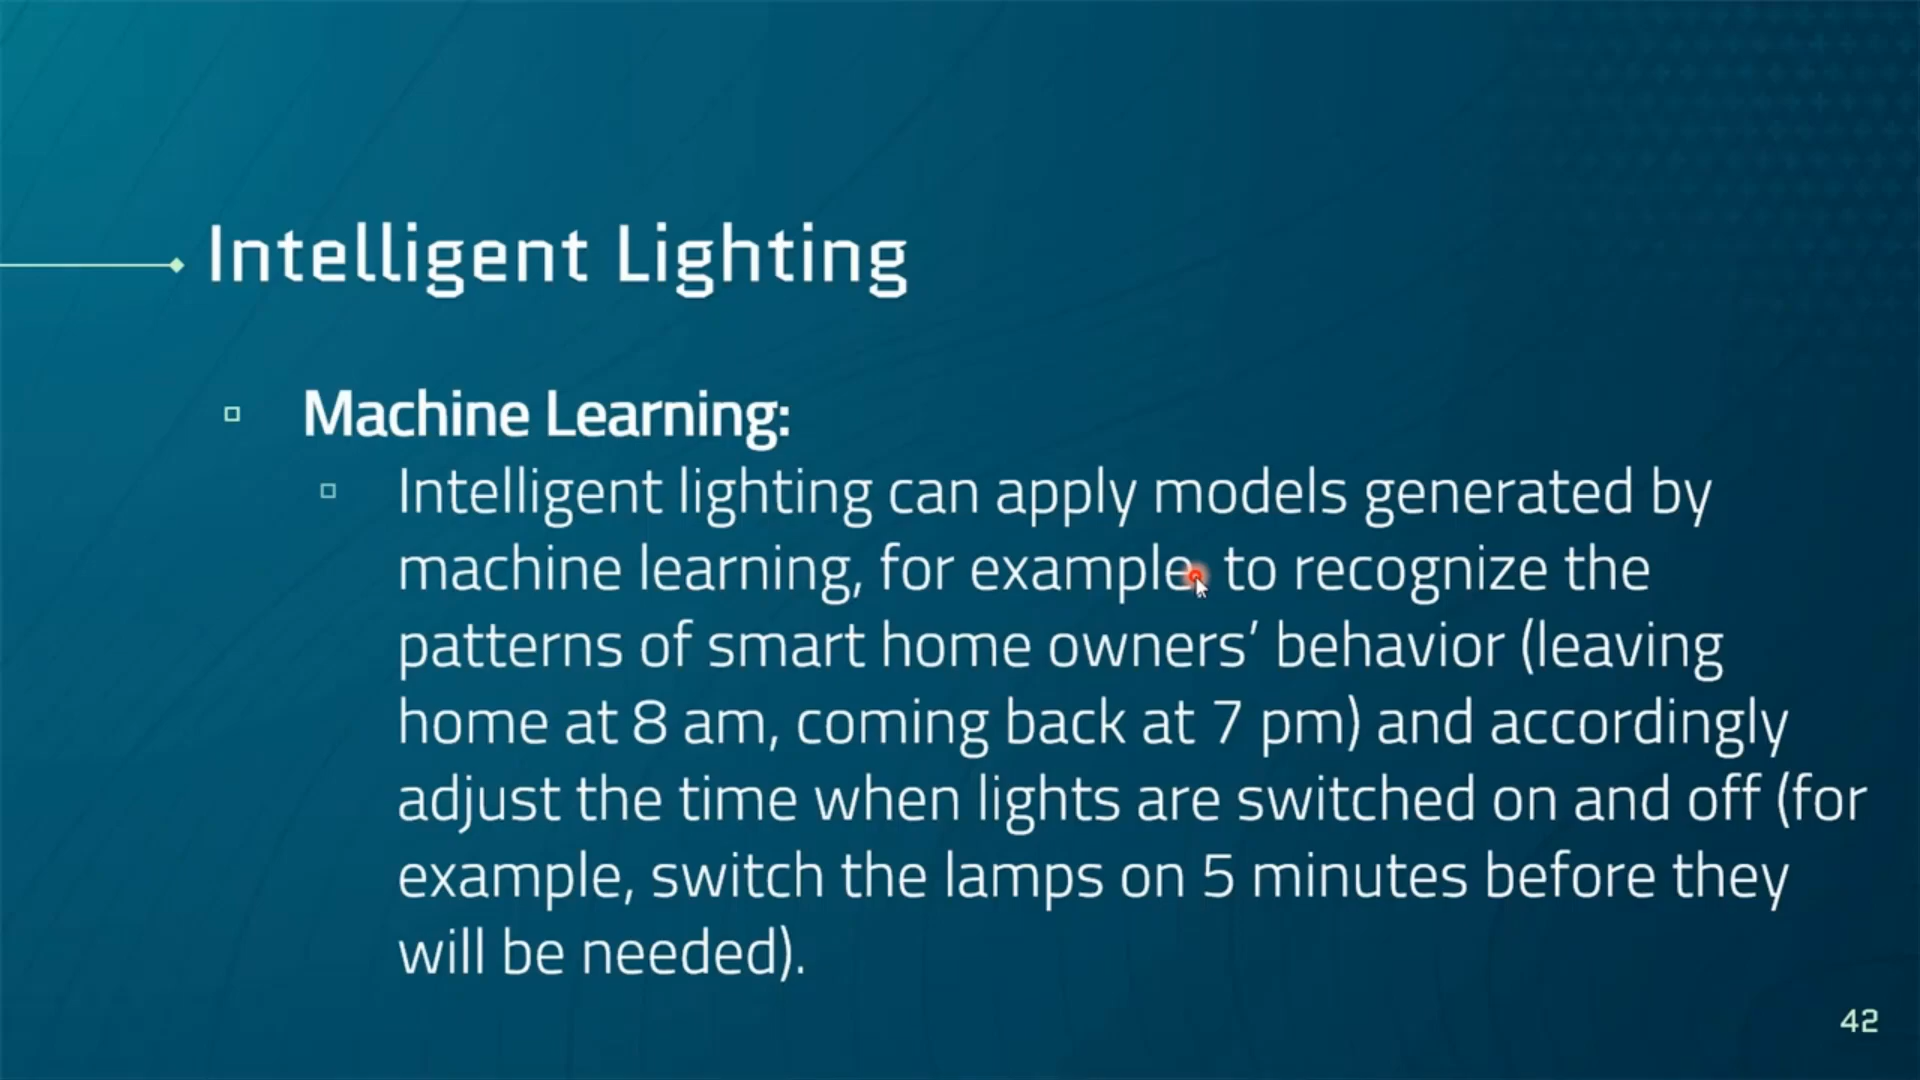 Intelligent Lighting
Machine Learning:
Intelligent lighting can apply models generated by
machine learning, for example, to recognize the
patterns of smart home owners’ behavior (leaving
home at 8 am, coming back at 7 pm) and accordingly
adjust the time when lights are switched on and off (for
example, switch the lamps on 5 minutes before they
will be needed).
42